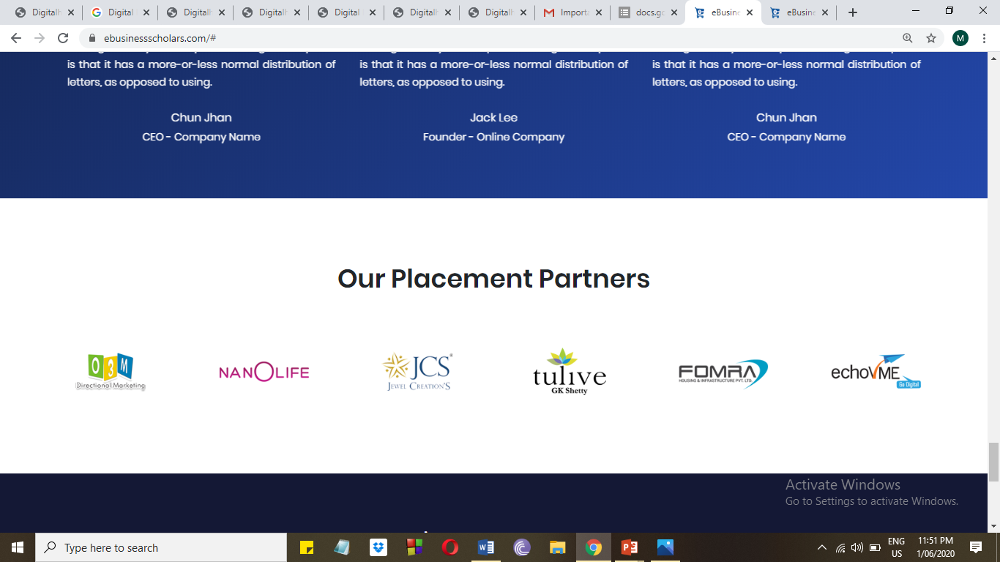 Digitalh
Digital
Digitalh
Digitalh
Digital
Digitalh
Digitalh
Importa
docs.go
eBusine
eBusine
ebusinessscholars.com/#
M
is that it has a more-or-less normal distribution of
letters, as opposed to using.
Chun Jhan
CEO - Company Name
is that it has a more-or-less normal distribution of
letters, as opposed to using.
Jack Lee
Founder - Online Company
is that it has a more-or-less normal distribution of
letters, as opposed to using.
Chun Jhan
CEO - Company Name
Our Placement Partners
O3M
Directional Marketing
NANOLIFE
JCS®
JEWEL CREATION'S
tulive
GK Shetty
FOMRA
HOUSING & INFRASTRUCTURE PVT. LTD.
echoVME
Go Digital
Activate Windows
Go to Settings to activate Windows.
Type here to search
ENG
US
11:51 PM
1/06/2020